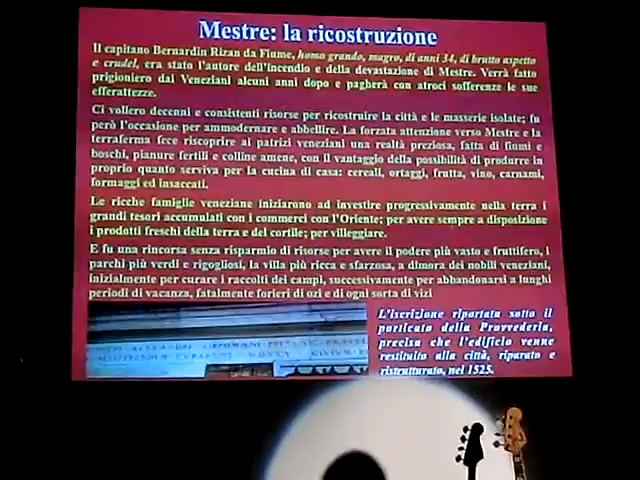 Mestre: la ricostruzione
Il capitano Bernardin Rizan da Fiume, homo grando, magro, di anni 34, di brutto aspetto
e crudel, era stato l'autore dell'incendio e della devastazione di Mestre. Verrà fatto
prigioniero dai Veneziani alcuni anni dopo e pagherà con atroci sofferenze le sue
efferattezze.
Ci vollero decenni e consistenti risorse per ricostruire la città e le masserie isolate; fu
però l'occasione per ammodernare e abbellire. La forzata attenzione verso Mestre e la
terraferma fece riscoprire ai patrizi veneziani una realtà preziosa, fatta di fiumi e
boschi, pianure fertili e colline amene, con il vantaggio della possibilità di produrre in
proprio quanto serviva per la cucina di casa: cereali, ortaggi, frutta, vino, carnami,
formaggi ed insaccati.
Le ricche famiglie veneziane iniziarono ad investire progressivamente nella terra i
grandi tesori accumulati con i commerci con l'Oriente; per avere sempre a disposizione
i prodotti freschi della terra e del cortile; per villeggiare.
E fu una rincorsa senza risparmio di risorse per avere il podere più vasto e fruttifero, i
parchi più verdi e rigogliosi, la villa più ricca e sfarzosa, a dimora dei nobili veneziani,
inizialmente per curare i raccolti dei campi, successivamente per abbandonarsi a lunghi
periodi di vacanza, fatalmente forieri di ozi e di ogni sorta di vizi
L'iscrizione riportata sotto il
porticato della Provvederia,
precisa che l'edificio venne
restituito alla città, riparato e
ristrutturato, nel 1525.